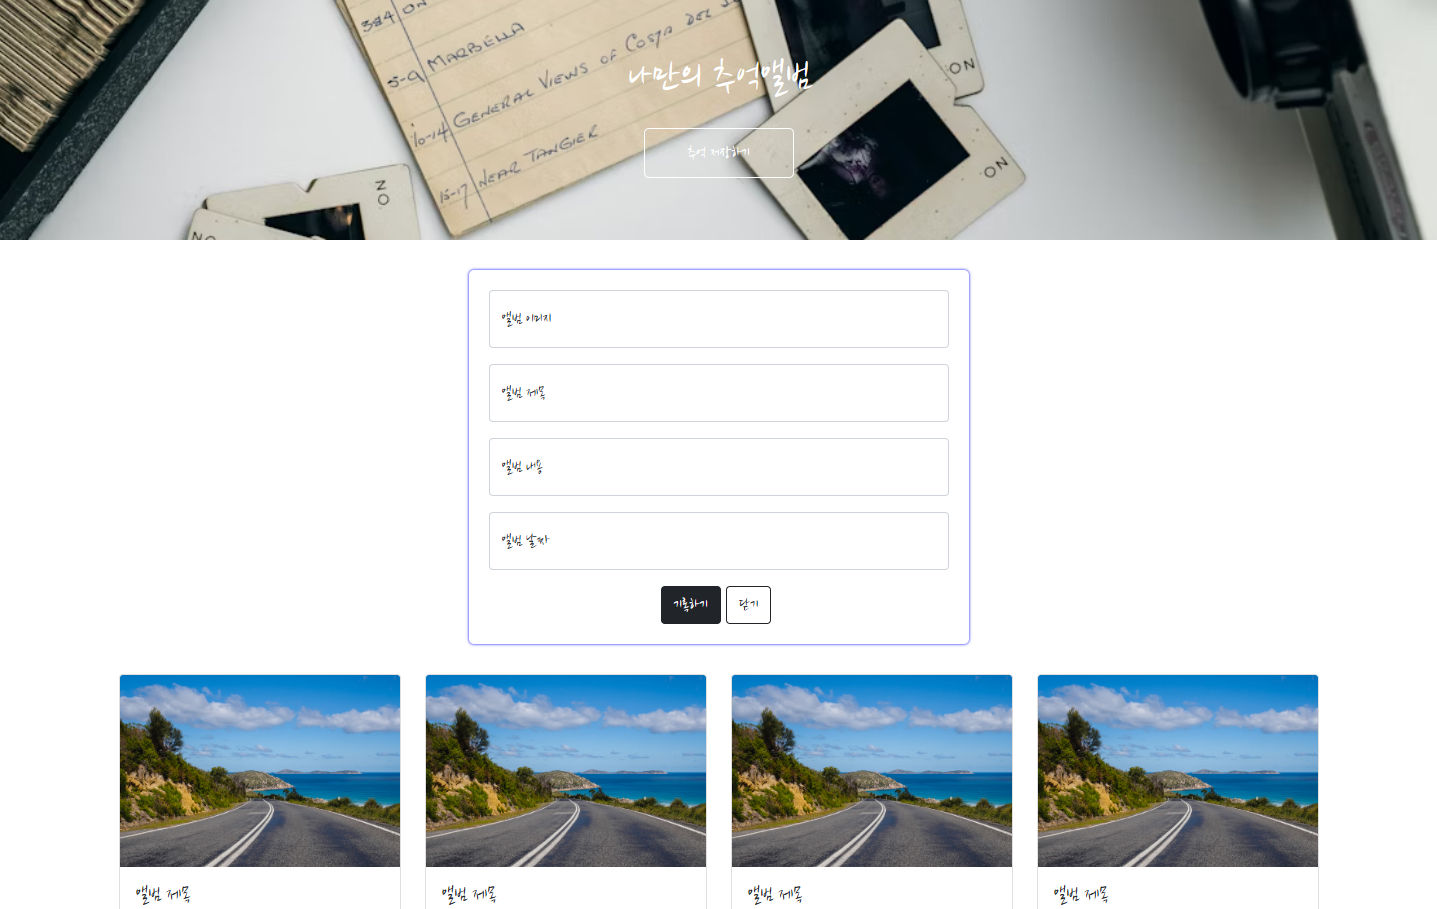 384 ON
5-9 MARBELLA
10-14 GENERAL VIEWS OF COSTA DEL
15-17 NEAR TANGIER
ON
ON
NO
NO
나만의 추억앨범
추억 저장하기
앨범 이미지
앨범 제목
앨범 내용
앨범 날짜
기록하기 닫기
앨범 제목 앨범 제목 앨범 제목 앨범 제목